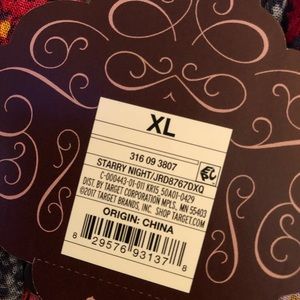 XL
316 09 3807
STARRY NIGHT/JRD8767DXQ
C-000443-01-011 KR15 50801-0429
DIST. BY TARGET CORPORATION MPLS, MN 55403
©2017 TARGET BRANDS, INC. SHOP TARGET.COM
ORIGIN: CHINA
8 29576 93137 8